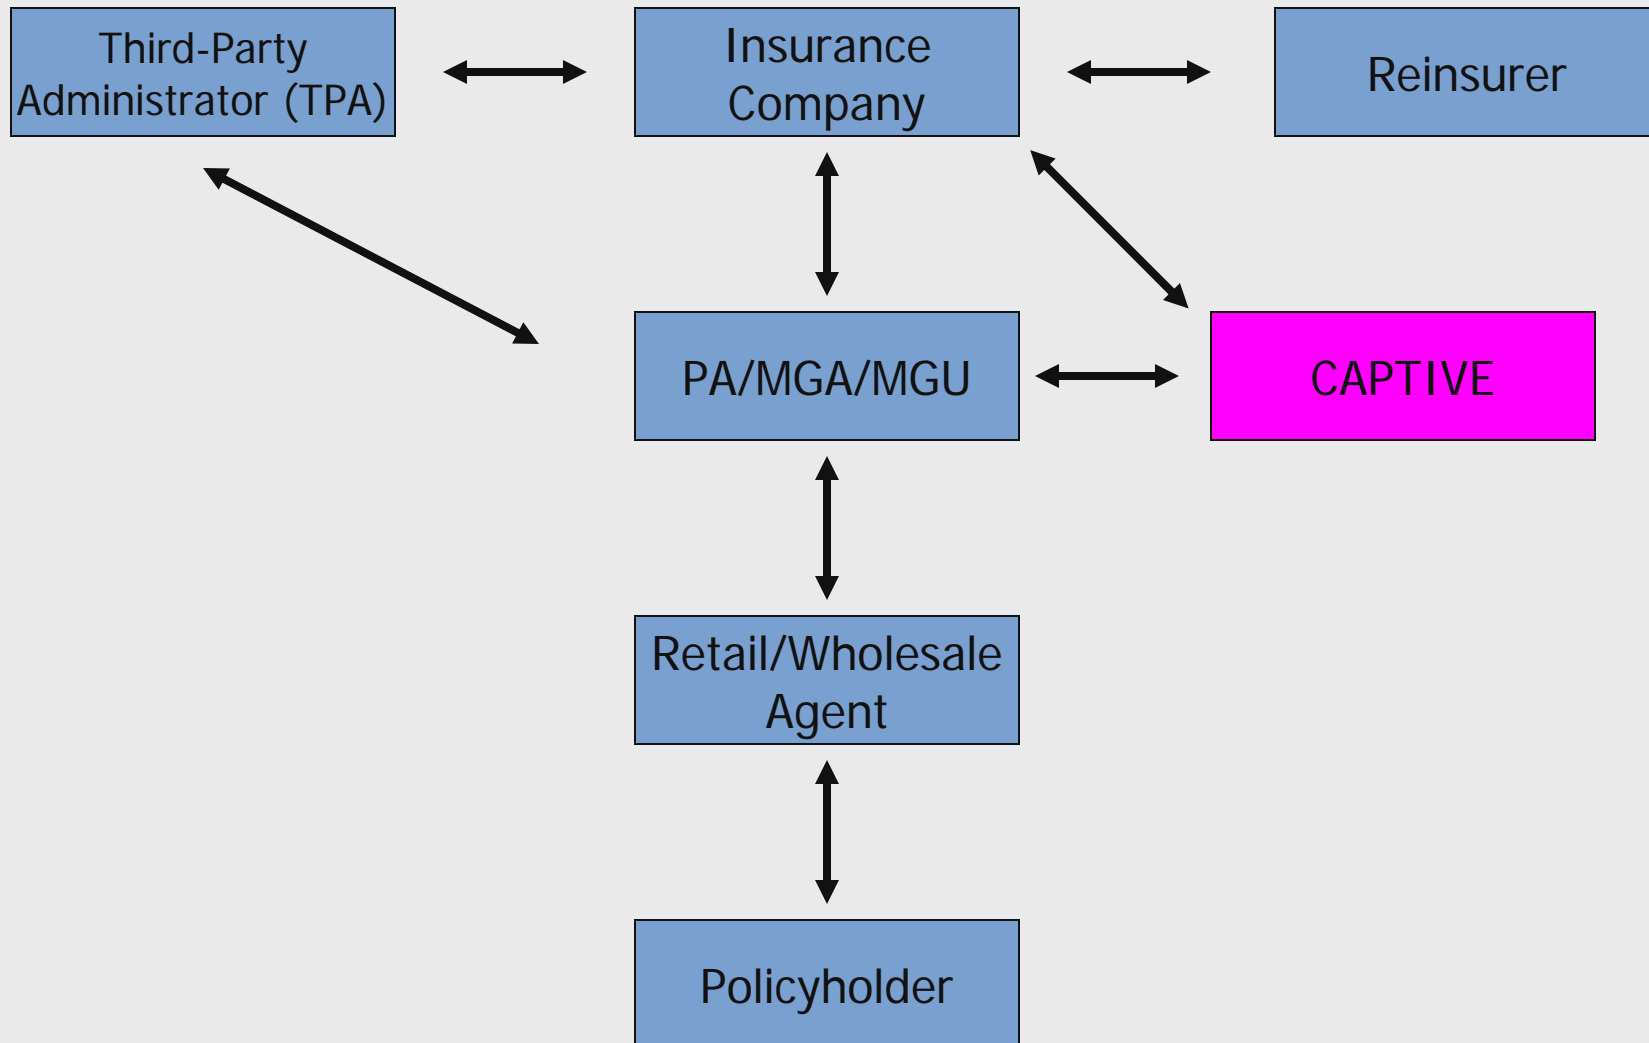 Third-Party
Administrator (TPA)
Insurance
Company
Reinsurer
PA/MGA/MGU
CAPTIVE
Retail/Wholesale
Agent
Policyholder